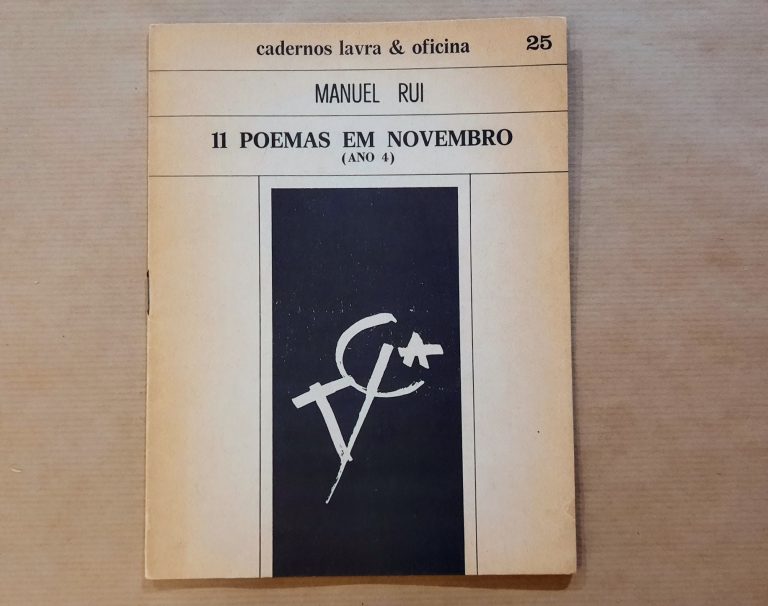 cadernos lavra & oficina 25
MANUEL RUI
11 POEMAS EM NOVEMBRO
(ANO 4)